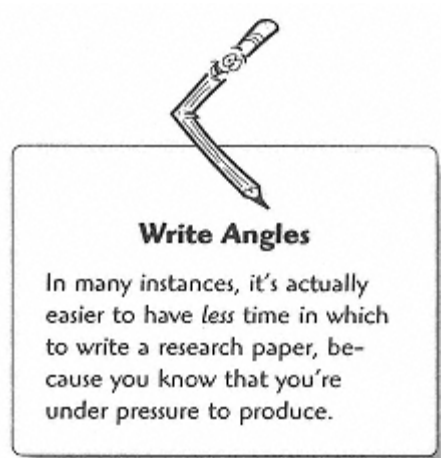 Write Angles
In many instances, it's actually
easier to have less time in which
to write a research paper, be-
cause you know that you're
under pressure to produce.